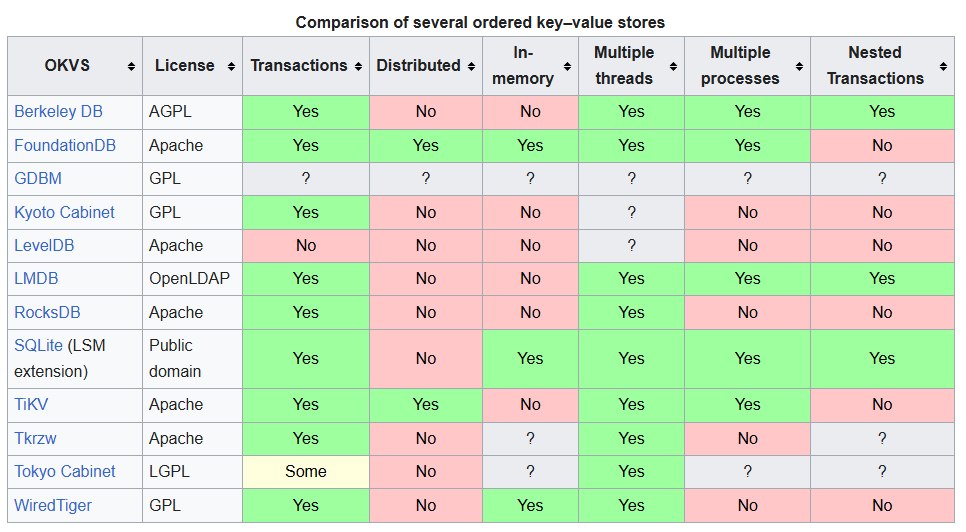 Comparison of several ordered key–value stores
OKVS License Transactions Distributed In-memory Multiple threads Multiple processes Nested Transactions
Berkeley DB AGPL Yes No No Yes Yes Yes
FoundationDB Apache Yes Yes Yes Yes Yes No
GDBM GPL ? ? ? ? ? ?
Kyoto Cabinet GPL Yes No No ? No No
LevelDB Apache No No No ? No No
LMDB OpenLDAP Yes No No Yes Yes Yes
RocksDB Apache Yes No No Yes No No
SQLite (LSM extension) Public domain Yes No Yes Yes Yes Yes
TiKV Apache Yes Yes No Yes Yes No
Tkrzw Apache Yes No ? Yes No ?
Tokyo Cabinet LGPL Some No ? Yes ? ?
WiredTiger GPL Yes No Yes Yes No No